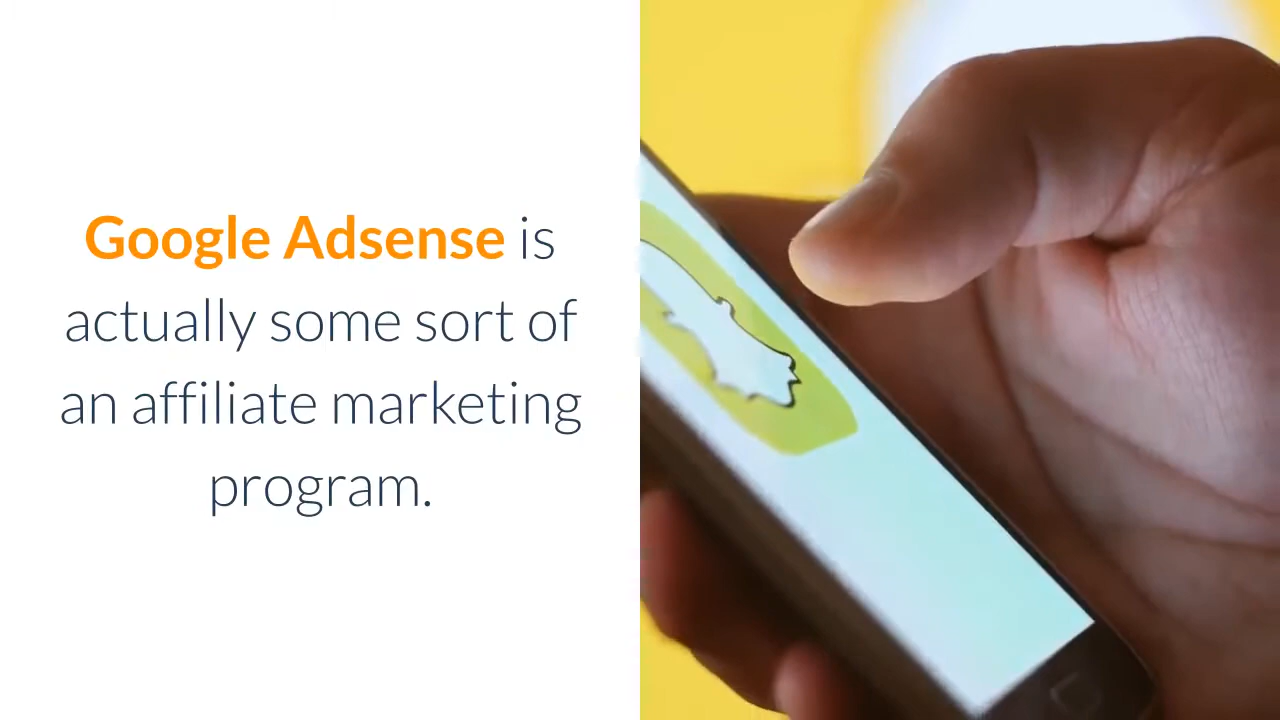 Google Adsense is
actually some sort of
an affiliate marketing
program.